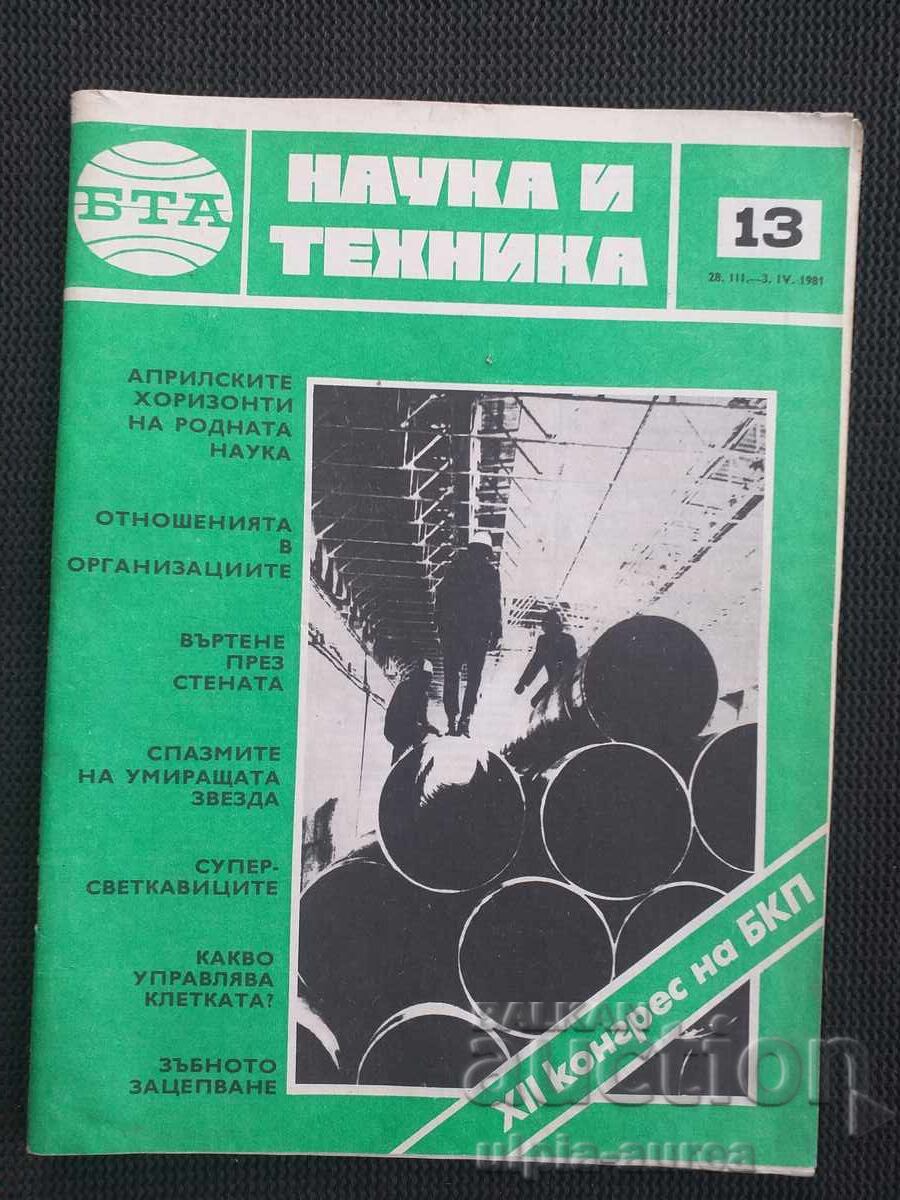 БТА
НАУКА И
ТЕХНИКА
13
28. III.—3. IV. 1981
АПРИЛСКИТЕ
ХОРИЗОНТИ
НА РОДНАТА
НАУКА
ОТНОШЕНИЯТА
В
ОРГАНИЗАЦИИТЕ
ВЪРТЕНЕ
ПРЕЗ
СТЕНАТА
СПАЗМИТЕ
НА УМИРАЩАТА
ЗВЕЗДА
СУПЕР-
СВЕТКАВИЦИТЕ
КАКВО
УПРАВЛЯВА
КЛЕТКАТА?
ЗЪБНОТО
ЗАЦЕПВАНЕ
XII конгрес на БКП
BALKAN
auction
ulpia-aurea